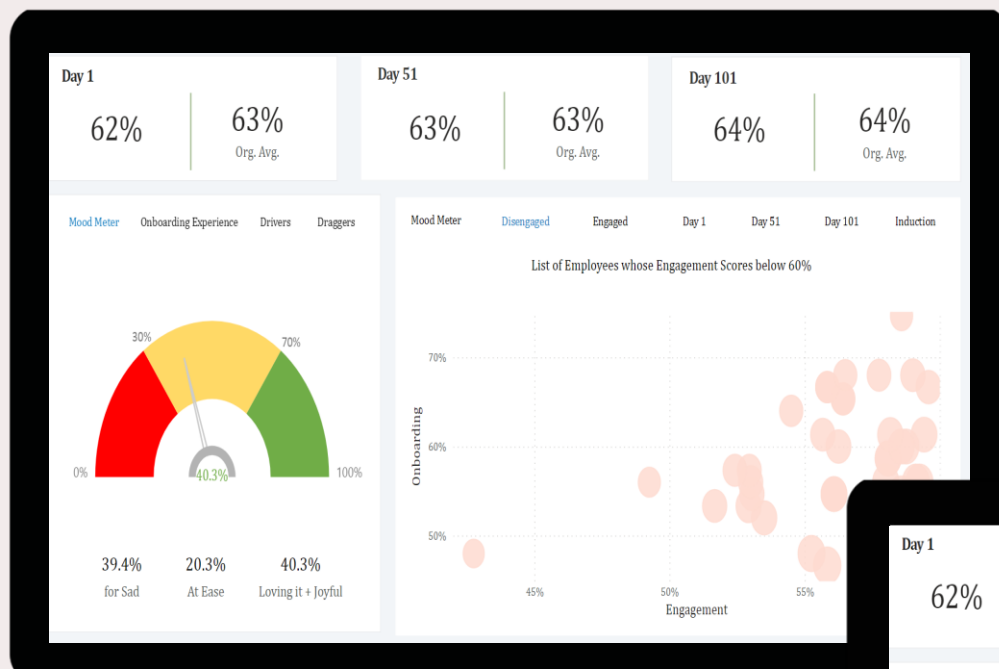 Day 1
62%
63%
Org. Avg.
Day 51
63%
63%
Org. Avg.
Day 101
64%
64%
Org. Avg.
Mood Meter Onboarding Experience Drivers Draggers
0%
30%
70%
100%
40.3%
39.4% 20.3% 40.3%
for Sad At Ease Loving it + Joyful
Mood Meter Disengaged Engaged Day 1 Day 51 Day 101 Induction
List of Employees whose Engagement Scores below 60%
Onboarding
70%
60%
50%
45% 50% 55%
Engagement
Day 1
62%